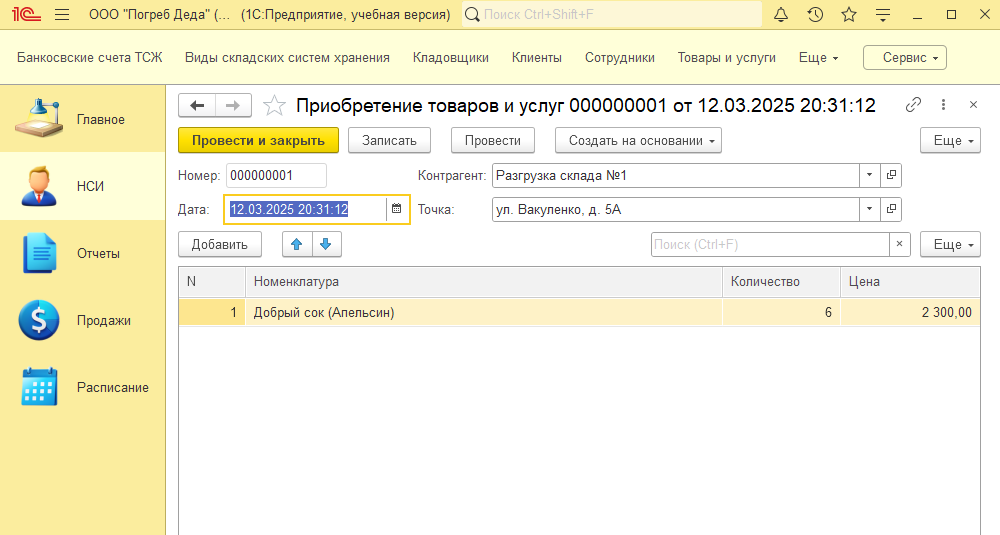 1С ООО "Погреб Деда" (... (1С:Предприятие, учебная версия) Поиск Ctrl+Shift+F
Банкосвские счета ТСЖ Виды складских систем хранения Кладовщики Клиенты Сотрудники Товары и услуги Еще Сервис
Главное
НСИ
Отчеты
Продажи
Расписание
Приобретение товаров и услуг 000000001 от 12.03.2025 20:31:12
Провести и закрыть Записать Провести Создать на основании Еще
Номер: 000000001 Контрагент: Разгрузка склада №1
Дата: 12.03.2025 20:31:12 Точка: ул. Вакуленко, д. 5А
Добавить Поиск (Ctrl+F) × Еще
N Номенклатура Количество Цена
1 Добрый сок (Апельсин) 6 2 300,00